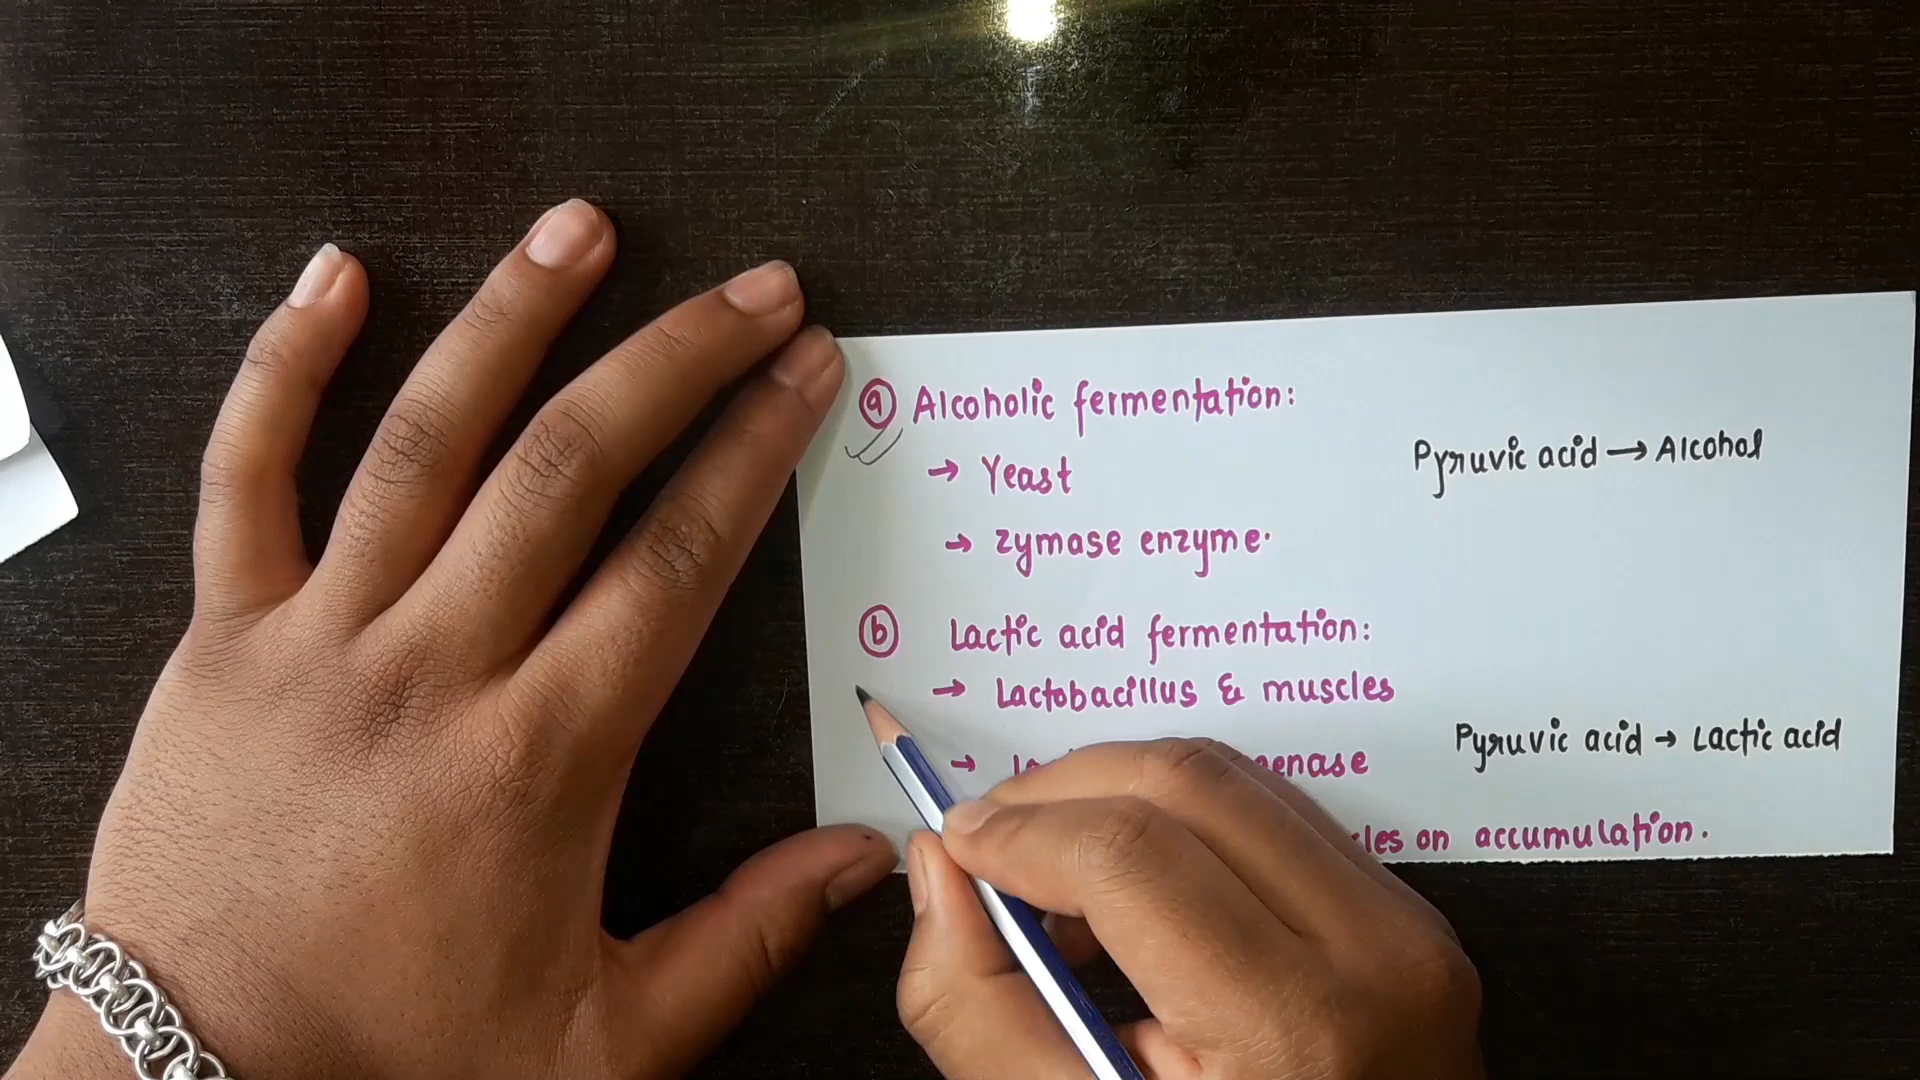 a Alcoholic fermentation:
Pyruvic acid → Alcohol
→ Yeast
→ zymase enzyme.
b Lactic acid fermentation:
→ Lactobacillus & muscles
Pyruvic acid → Lactic acid
→
on accumulation.